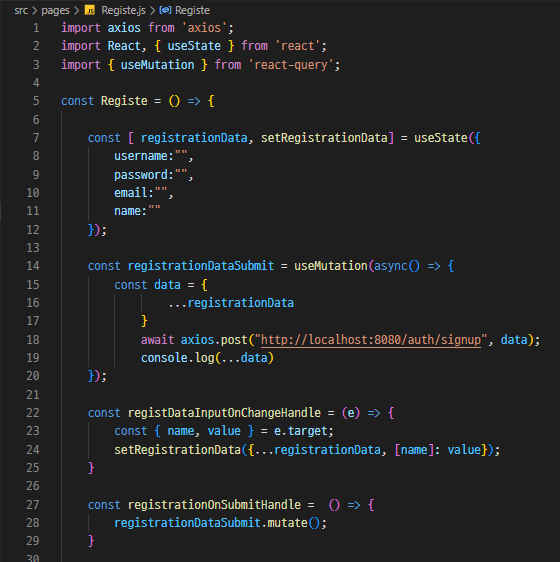 src > pages > JS Registe.js > Registe
1 import axios from 'axios';
2 import React, { useState } from 'react';
3 import { useMutation } from 'react-query';
4
5 const Registe = () => {
6
7 const [ registrationData, setRegistrationData] = useState({
8 username:"",
9 password:"",
10 email:"",
11 name:""
12 });
13
14 const registrationDataSubmit = useMutation(async() => {
15 const data = {
16 ...registrationData
17 }
18 await axios.post("http://localhost:8080/auth/signup", data);
19 console.log(...data)
20 });
21
22 const registDataInputOnChangeHandle = (e) => {
23 const { name, value } = e.target;
24 setRegistrationData({...registrationData, [name]: value});
25 }
26
27 const registrationOnSubmitHandle =  () => {
28 registrationDataSubmit.mutate();
29 }
30